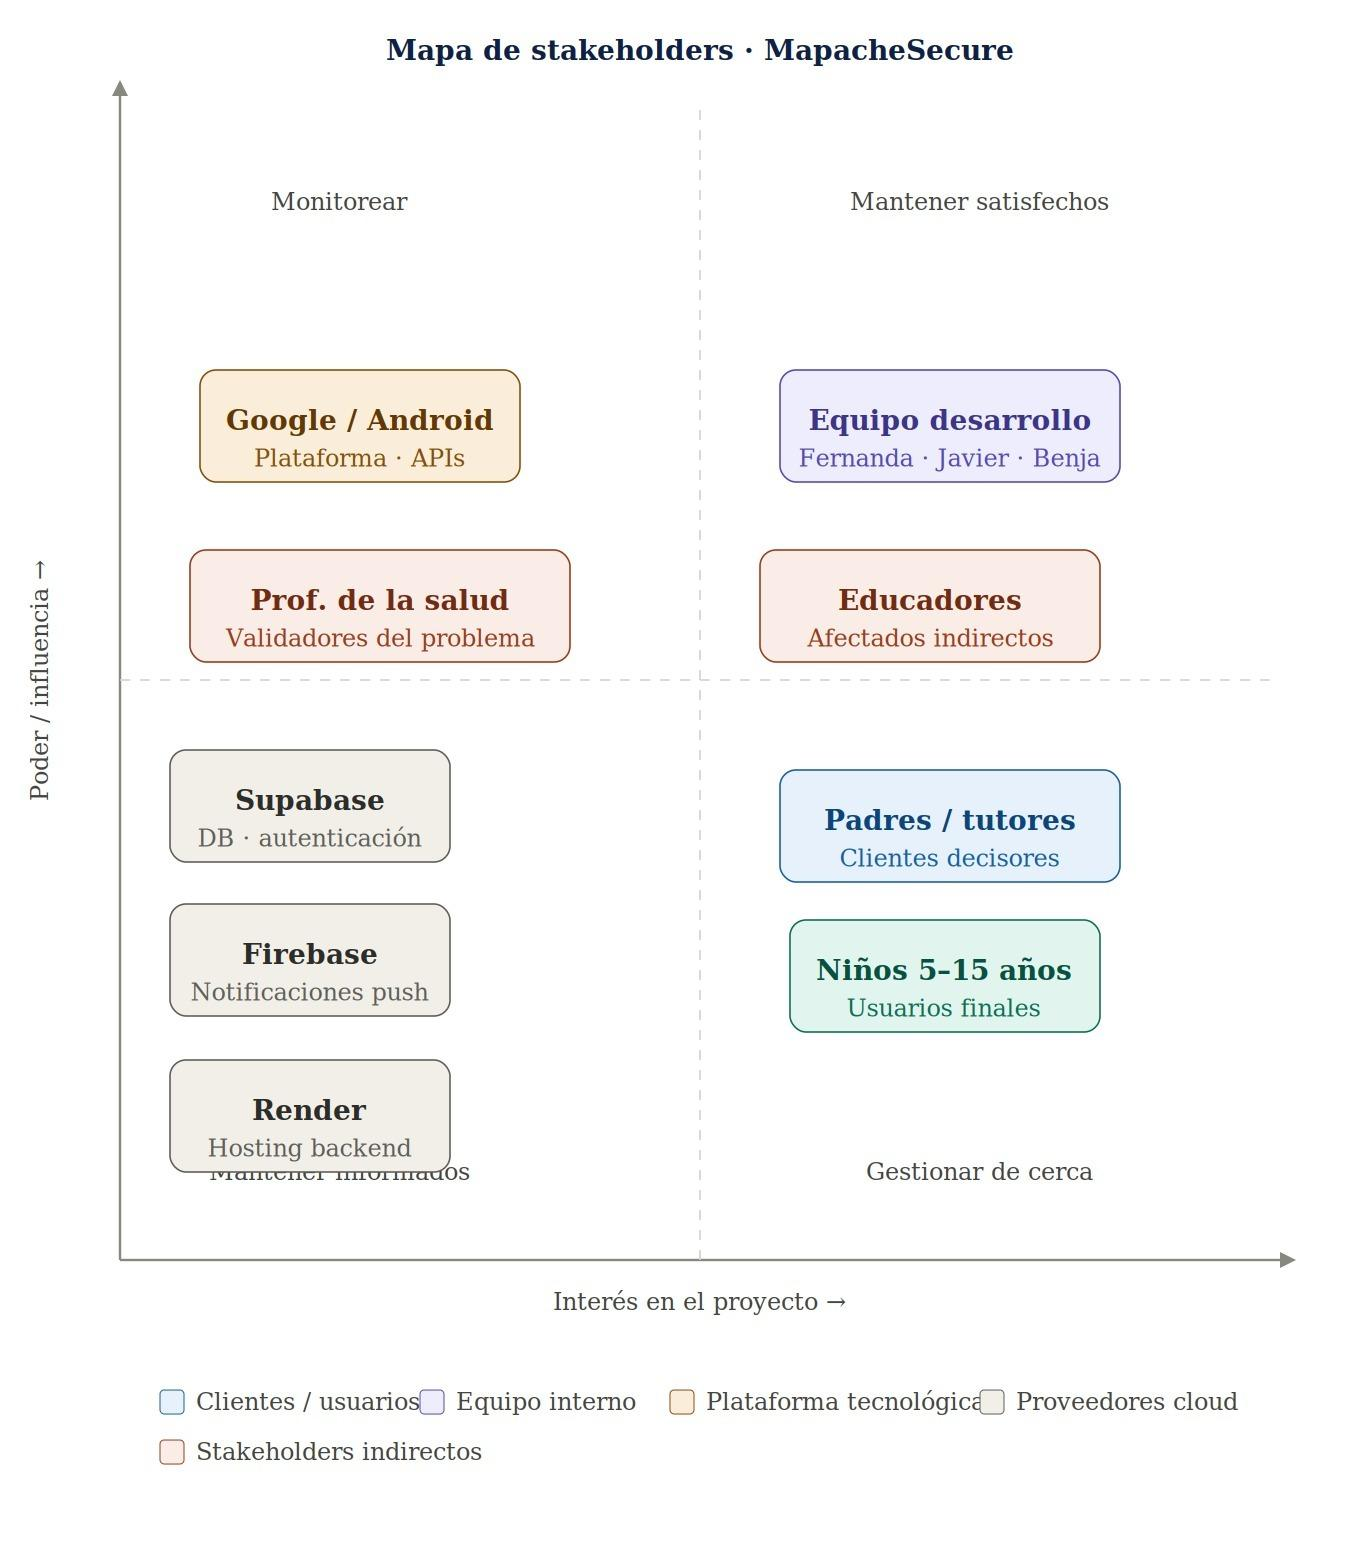 Mapa de stakeholders · MapacheSecure
Monitorear
Mantener satisfechos
Google / Android
Plataforma · APIs
Equipo desarrollo
Fernanda · Javier · Benja
Prof. de la salud
Validadores del problema
Educadores
Afectados indirectos
Poder / influencia →
Supabase
DB · autenticación
Padres / tutores
Clientes decisores
Firebase
Notificaciones push
Niños 5–15 años
Usuarios finales
Render
Hosting backend
Mantener informados
Gestionar de cerca
Interés en el proyecto →
Clientes / usuarios
Equipo interno
Plataforma tecnológica
Proveedores cloud
Stakeholders indirectos